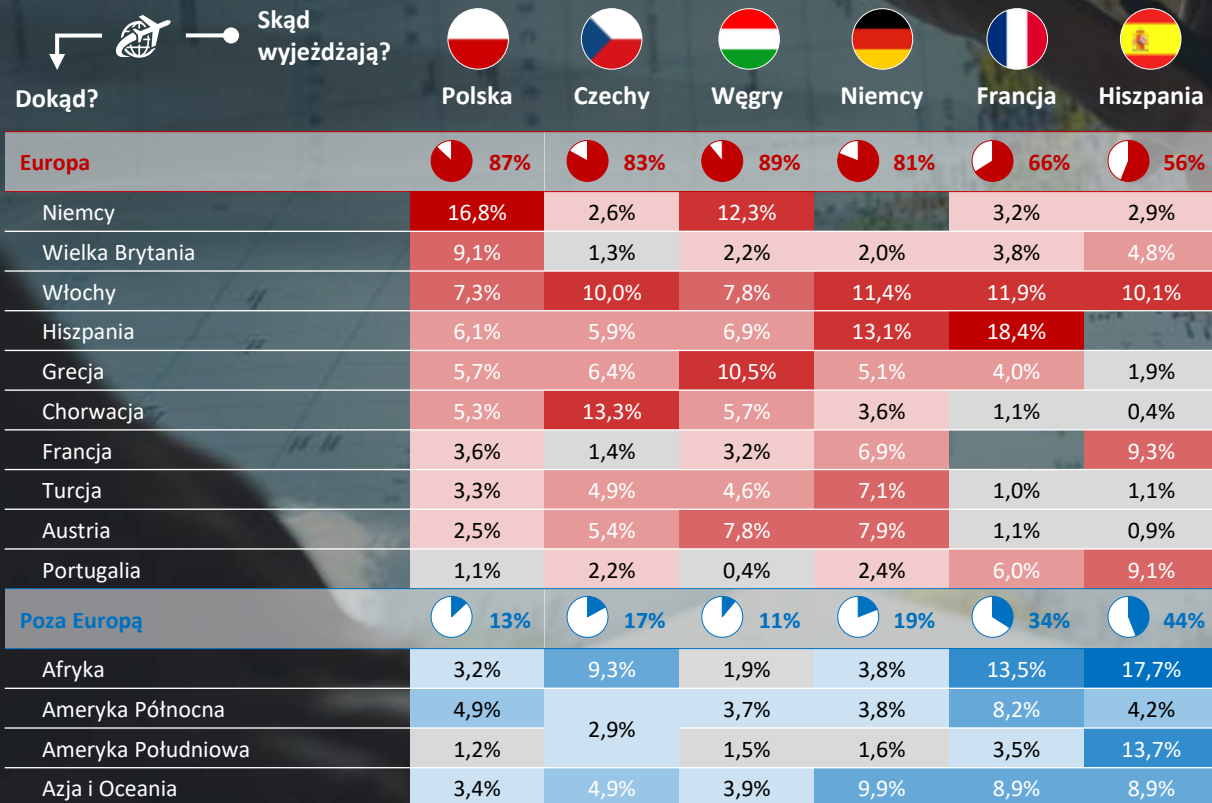 Skąd
wyjeżdżają?
Dokąd?
Polska Czechy Węgry Niemcy Francja Hiszpania
Europa 87% 83% 89% 81% 66% 56%
Niemcy 16,8% 2,6% 12,3% 3,2% 2,9%
Wielka Brytania 9,1% 1,3% 2,2% 2,0% 3,8% 4,8%
Włochy 7,3% 10,0% 7,8% 11,4% 11,9% 10,1%
Hiszpania 6,1% 5,9% 6,9% 13,1% 18,4%
Grecja 5,7% 6,4% 10,5% 5,1% 4,0% 1,9%
Chorwacja 5,3% 13,3% 5,7% 3,6% 1,1% 0,4%
Francja 3,6% 1,4% 3,2% 6,9% 9,3%
Turcja 3,3% 4,9% 4,6% 7,1% 1,0% 1,1%
Austria 2,5% 5,4% 7,8% 7,9% 1,1% 0,9%
Portugalia 1,1% 2,2% 0,4% 2,4% 6,0% 9,1%
Poza Europą 13% 17% 11% 19% 34% 44%
Afryka 3,2% 9,3% 1,9% 3,8% 13,5% 17,7%
Ameryka Północna 4,9% 2,9% 3,7% 3,8% 8,2% 4,2%
Ameryka Południowa 1,2% 1,5% 1,6% 3,5% 13,7%
Azja i Oceania 3,4% 4,9% 3,9% 9,9% 8,9% 8,9%